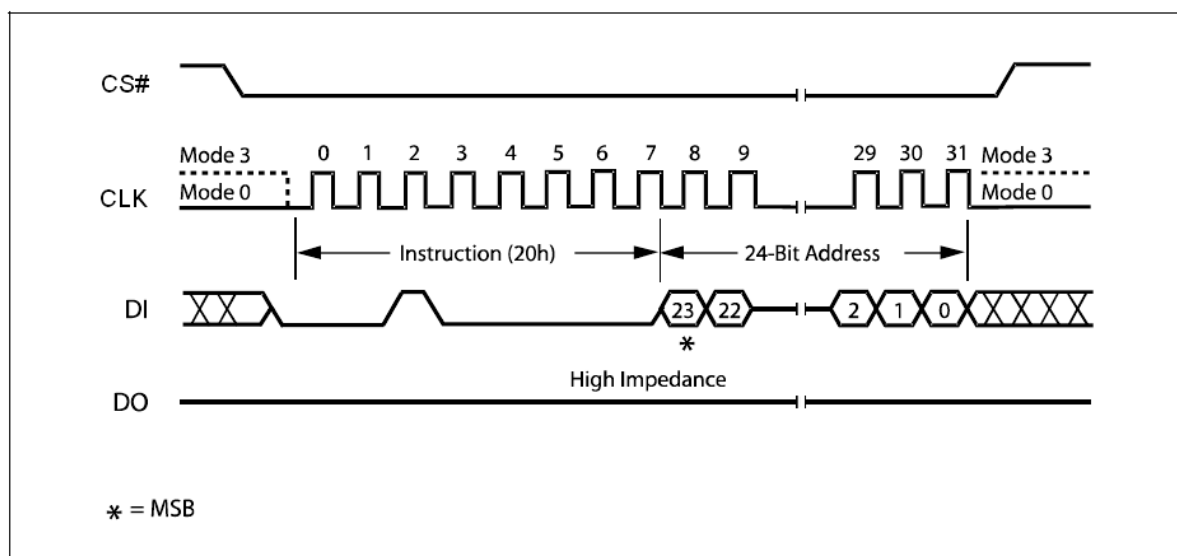 CS#
Mode 3 0 1 2 3 4 5 6 7 8 9 29 30 31 Mode 3
CLK Mode 0 Mode 0
Instruction (20h) 24-Bit Address
DI 23 22 2 1 0
*
High Impedance
DO
* = MSB